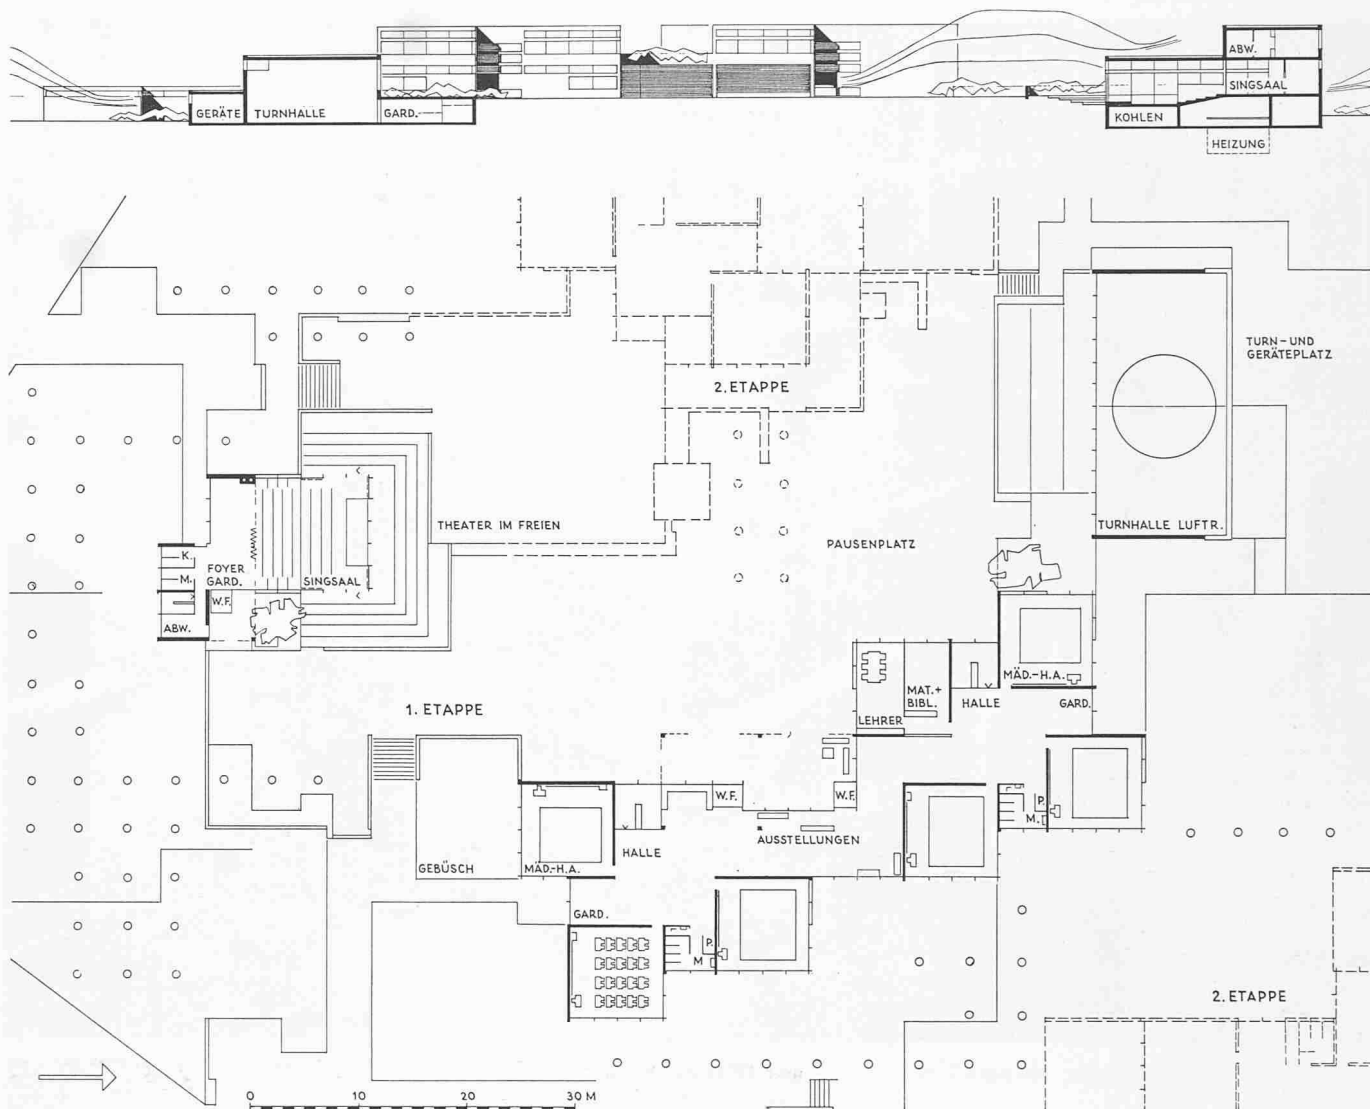 ABW.
SINGSAAL
GERÄTE
TURNHALLE
GARD.
KOHLEN
HEIZUNG
TURN-UND
GERÄTEPLATZ
2.ETAPPE
TURNHALLE LUFTR.
THEATER IM FREIEN
PAUSENPLATZ
K.
M.
FOYER
GARD.
SINGSAAL
W.F.
ABW.
MÄD.-H.A.
MAT.+
BIBL.
HALLE
GARD.
LEHRER
1. ETAPPE
W.F.
W.F.
P.
M.
AUSSTELLUNGEN
HALLE
GEBÜSCH
MÄD.-H.A.
GARD.
P.
M
2. ETAPPE
0 10 20 30 M